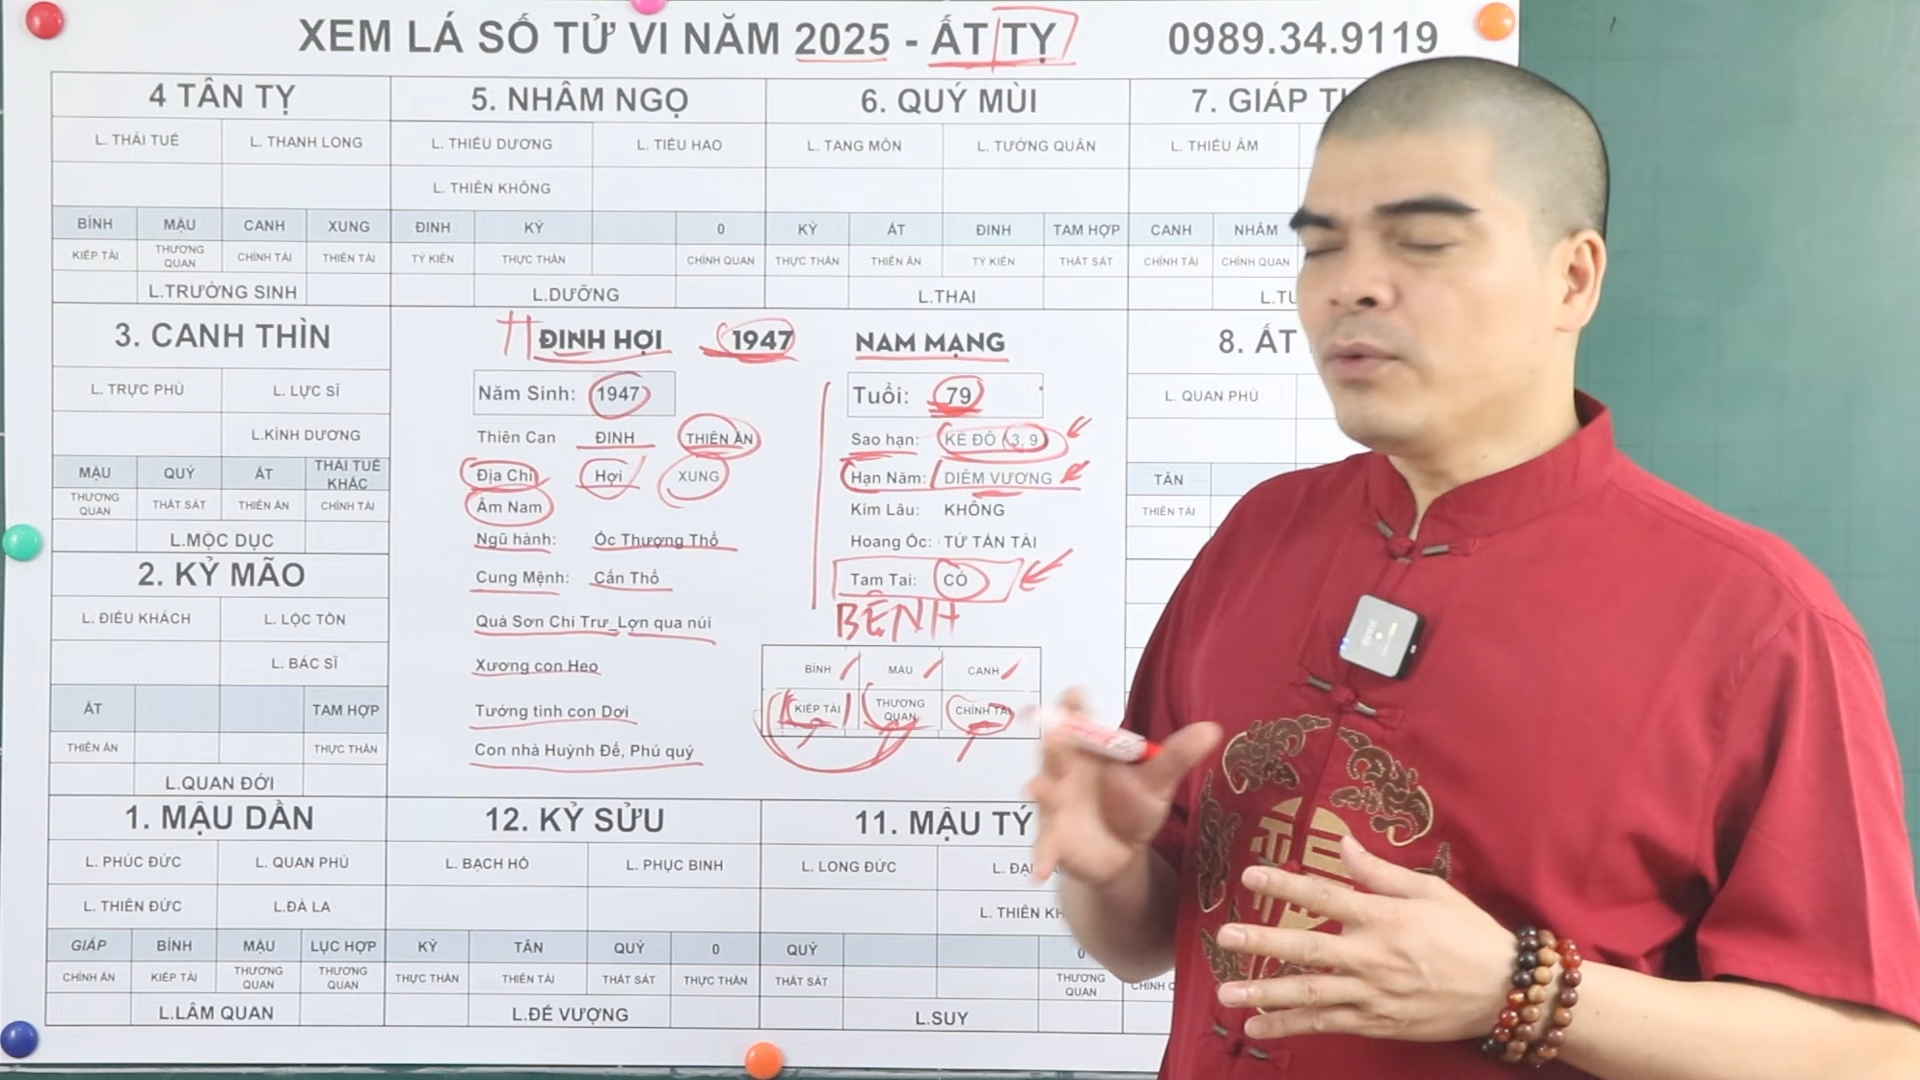 XEM LÁ SỐ TỬ VI NĂM 2025 - ẤT TỴ 0989.34.9119
4 TÂN TỴ
L. THÁI TUẾ L. THANH LONG
BÍNH MẬU CANH XUNG
KIẾP TÀI THƯƠNG QUAN CHÍNH TÀI THIÊN TÀI
L.TRƯỜNG SINH
5. NHÂM NGỌ
L. THIẾU DƯƠNG L. TIỂU HAO
L. THIÊN KHÔNG
ĐINH KỶ 0
TỶ KIÊN THỰC THẦN CHÍNH QUAN
L.DƯỠNG
6. QUÝ MÙI
L. TANG MÔN L. TƯỚNG QUÂN
KỶ ẤT ĐINH TAM HỢP
THỰC THẦN THIÊN ẤN TỶ KIÊN THẤT SÁT
L.THAI
7. GIÁP
L. THIẾU ÂM
CANH NHÂM
CHÍNH TÀI CHÍNH QUAN
3. CANH THÌN
L. TRỰC PHÙ L. LỰC SĨ
L.KÌNH DƯƠNG
MẬU QUÝ ẤT THÁI TUẾ KHẮC
THƯƠNG QUAN THẤT SÁT THIÊN ẤN CHÍNH TÀI
L.MỘC DỤC
ĐINH HỢI 1947 NAM MẠNG
Năm Sinh: 1947
Thiên Can ĐINH THIÊN ẤN
Địa Chi Hợi XUNG
Âm Nam
Ngũ hành: Ốc Thượng Thổ
Cung Mệnh: Cấn Thổ
Quá Sơn Chi Trư_Lợn qua núi
Xương con Heo
Tướng tinh con Dơi
Con nhà Huỳnh Đế, Phú quý
Tuổi: 79
Sao hạn: KẾ ĐÔ (3, 9)
Hạn Năm: DIÊM VƯƠNG
Kim Lâu: KHÔNG
Hoang Ốc: TỨ TẤN TÀI
Tam Tai: CÓ
BỆNH
BÍNH MẬU CANH
KIẾP TÀI THƯƠNG QUAN CHÍNH TÀI
8. ẤT
L. QUAN PHÙ
TÂN
THIÊN TÀI
2. KỶ MÃO
L. ĐIẾU KHÁCH L. LỘC TỒN
L. BÁC SĨ
ẤT TAM HỢP
THIÊN ẤN THỰC THẦN
L.QUAN ĐỚI
1. MẬU DẦN
L. PHÚC ĐỨC L. QUAN PHỦ
L. THIÊN ĐỨC L.ĐÀ LA
GIÁP BÍNH MẬU LỤC HỢP
CHÍNH ẤN KIẾP TÀI THƯƠNG QUAN THƯƠNG QUAN
L.LÂM QUAN
12. KỶ SỬU
L. BẠCH HỔ L. PHỤC BINH
KỶ TÂN QUÝ 0
THỰC THẦN THIÊN TÀI THẤT SÁT THỰC THẦN
L.ĐẾ VƯỢNG
11. MẬU TÝ
L. LONG ĐỨC
QUÝ 0
THẤT SÁT THƯƠNG QUAN
L.SUY